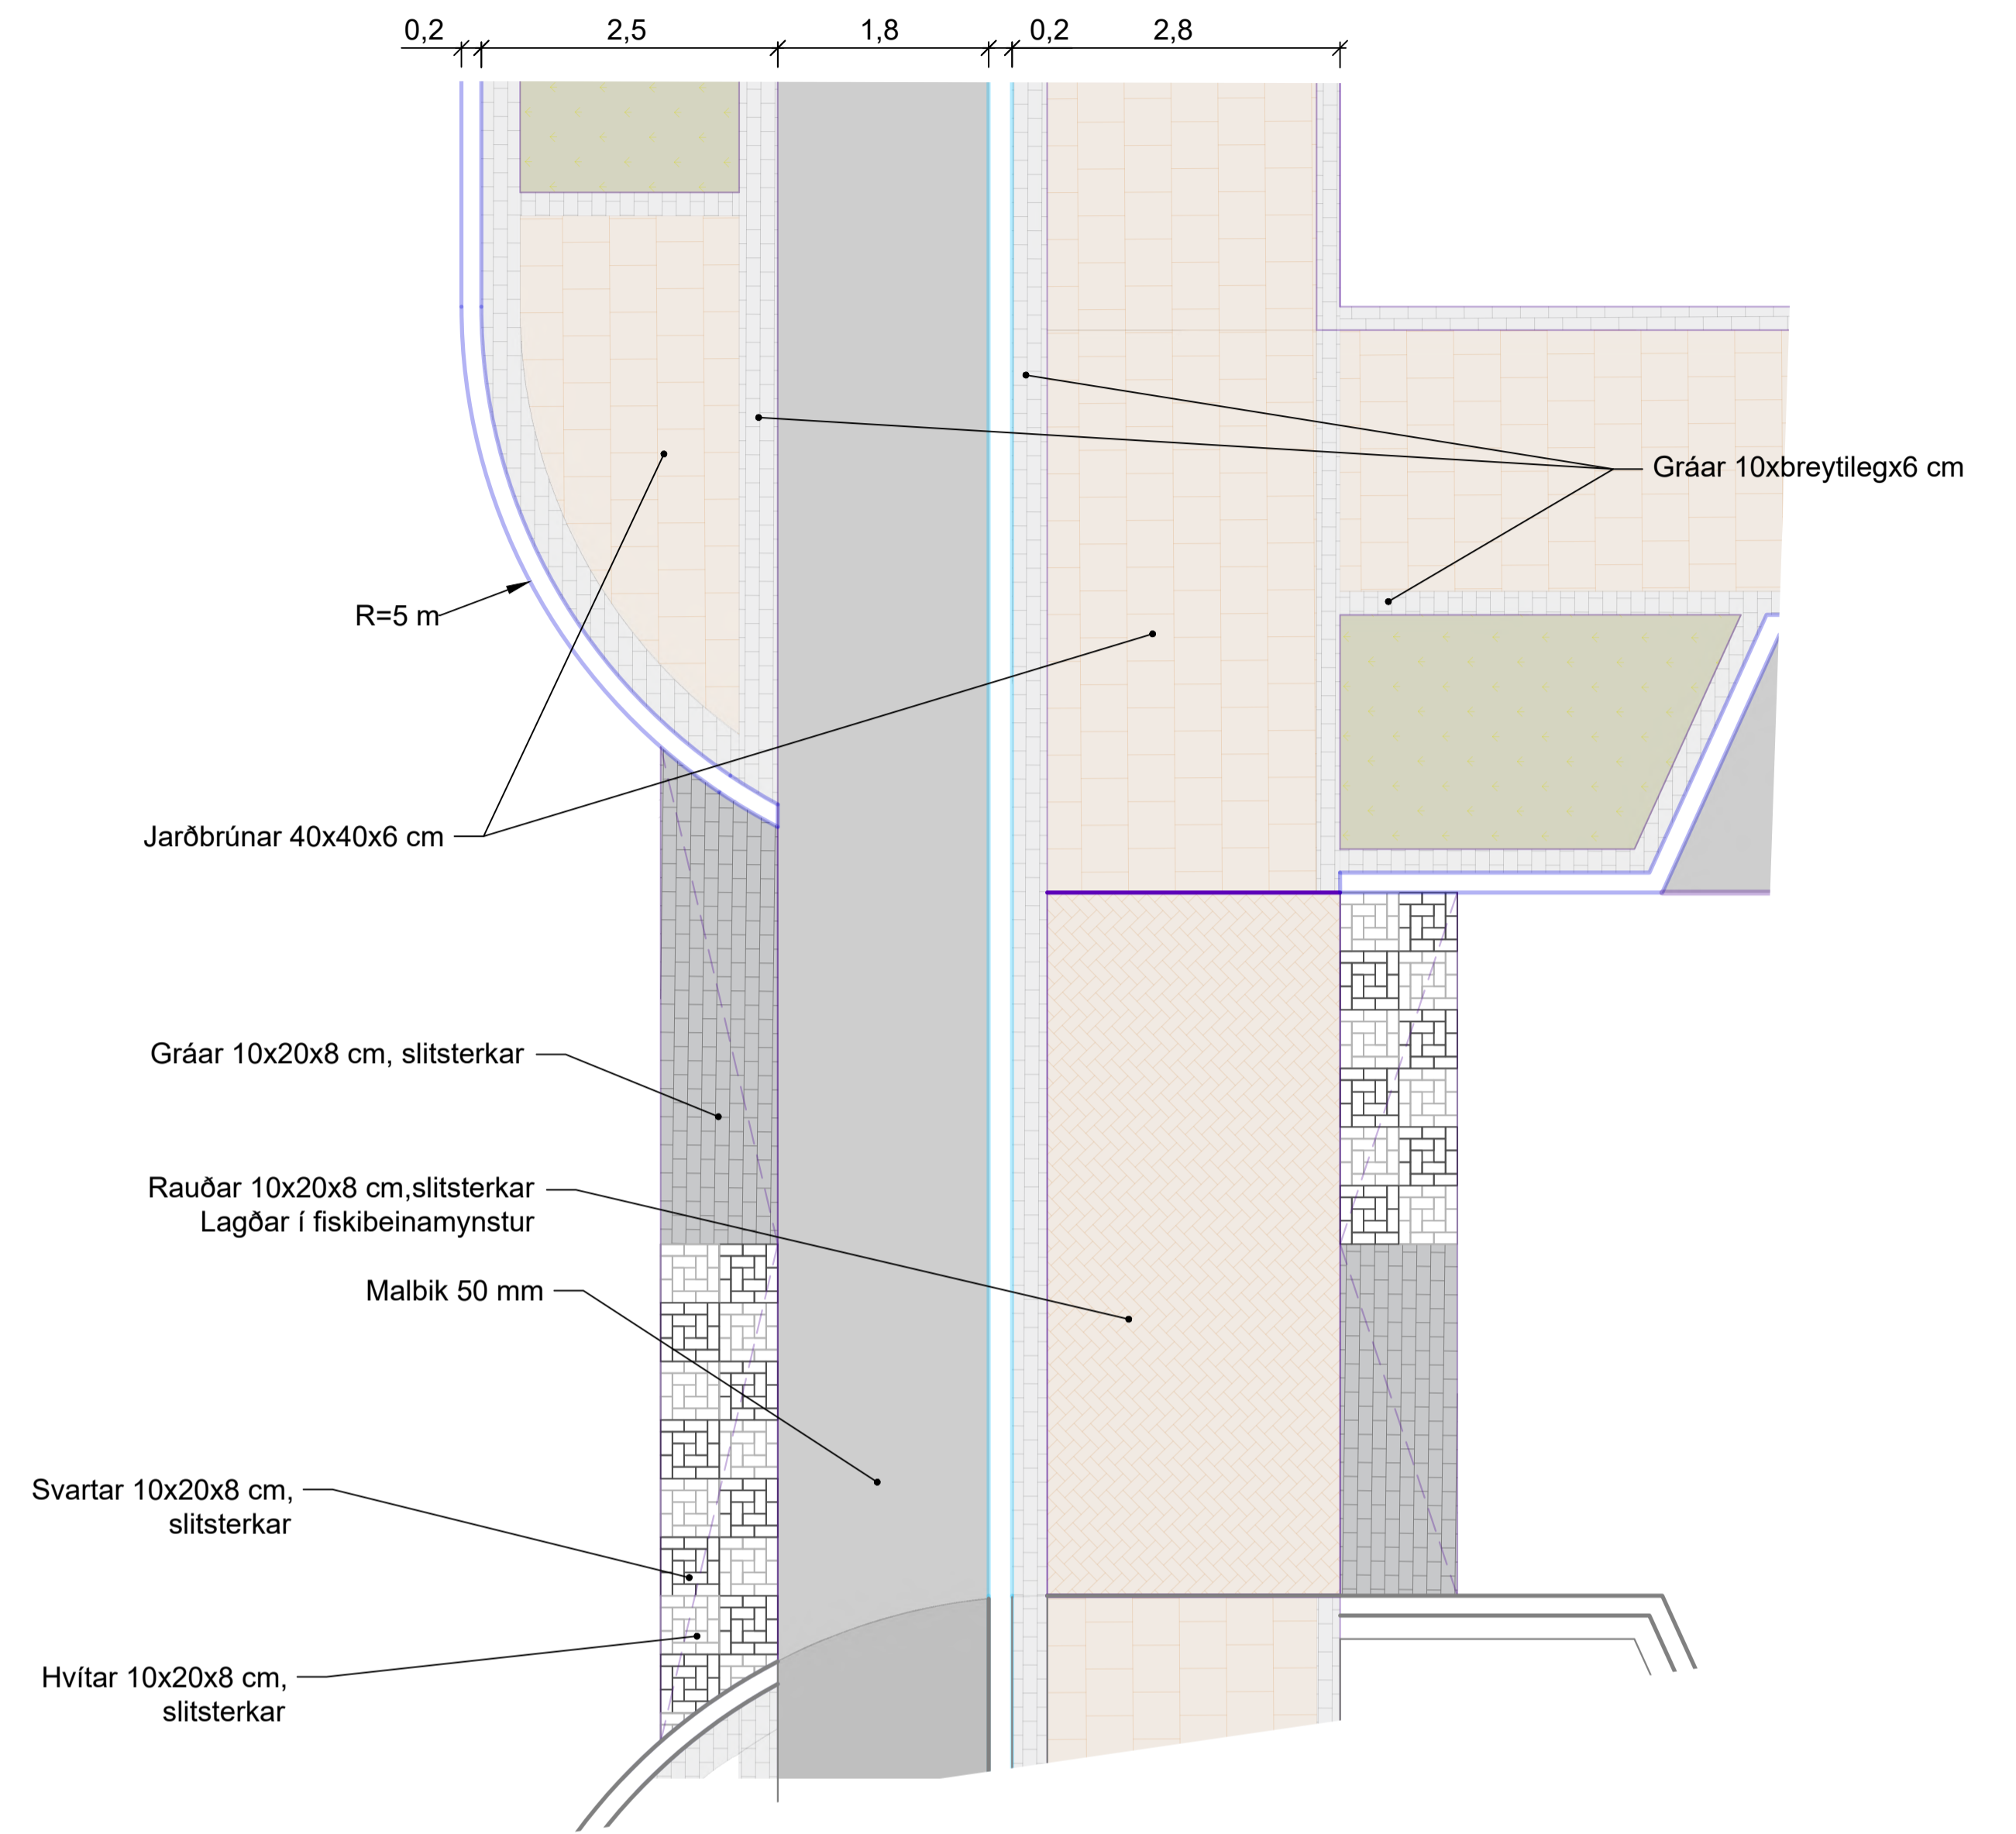 0,2 2,5 1,8 0,2 2,8
Gráar 10xbreytilegx6 cm
R=5 m
Jarðbrúnar 40x40x6 cm
Gráar 10x20x8 cm, slitsterkar
Rauðar 10x20x8 cm,slitsterkar
Lagðar í fiskibeinamynstur
Malbik 50 mm
Svartar 10x20x8 cm,
slitsterkar
Hvítar 10x20x8 cm,
slitsterkar